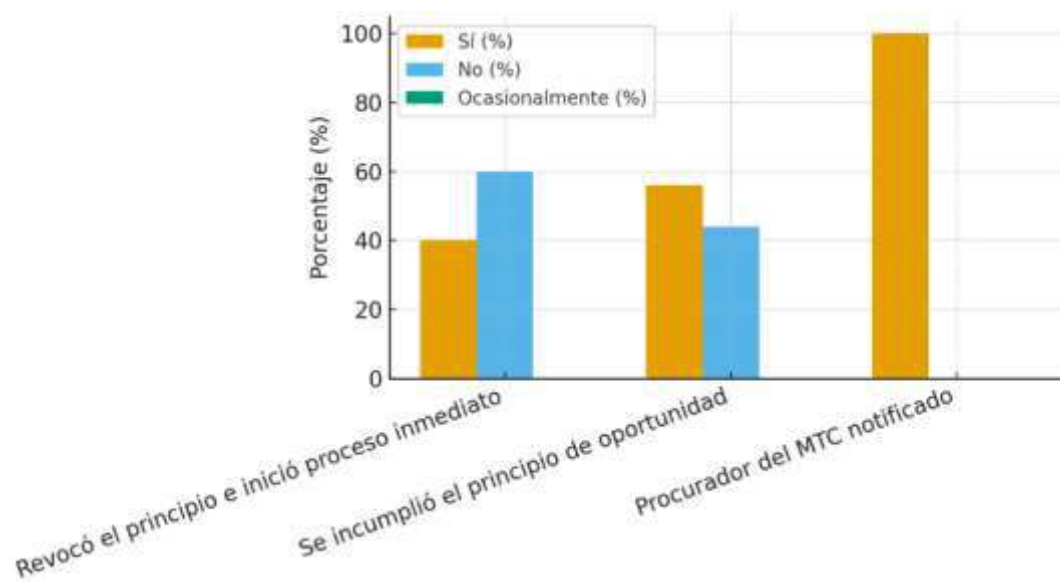 100
80
60
40
20
0
Porcentaje (%)
Sí (%)
No (%)
Ocasionalmente (%)
Revocó el principio e inició proceso inmediato
Se incumplió el principio de oportunidad
Procurador del MTC notificado